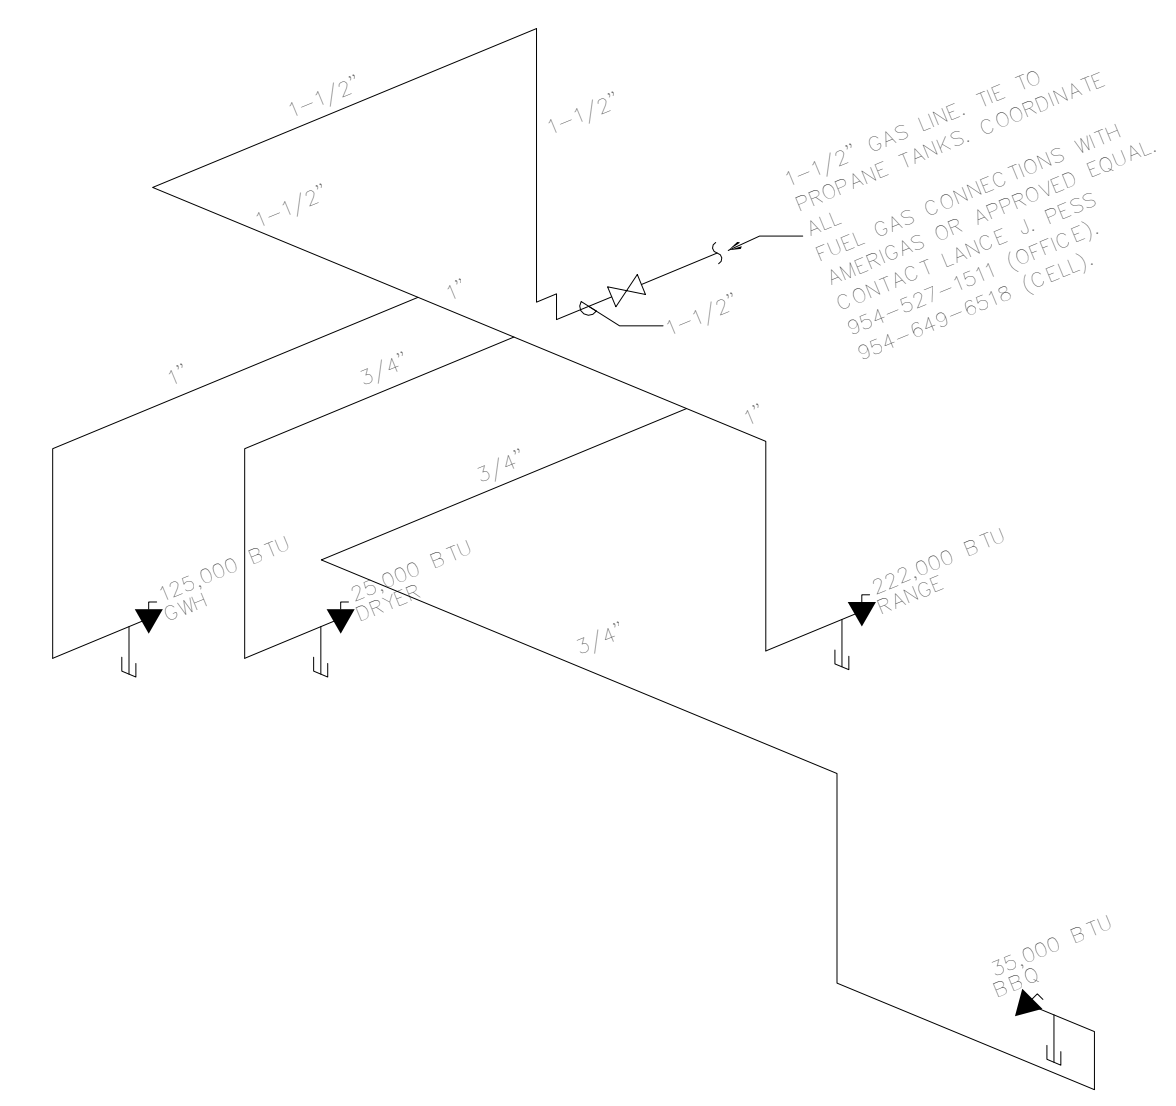 1-1/2"
1-1/2"
1-1/2"
1-1/2" GAS LINE. TIE TO
PROPANE TANKS. COORDINATE
ALL
FUEL GAS CONNECTIONS WITH
AMERIGAS OR APPROVED EQUAL.
CONTACT LANCE J. PESS
954-527-1511 (OFFICE).
954-649-6518 (CELL).
1"
1-1/2"
1"
3/4"
1"
3/4"
125,000 BTU
GWH
25,000 BTU
DRYER
222,000 BTU
RANGE
3/4"
35,000 BTU
BBQ